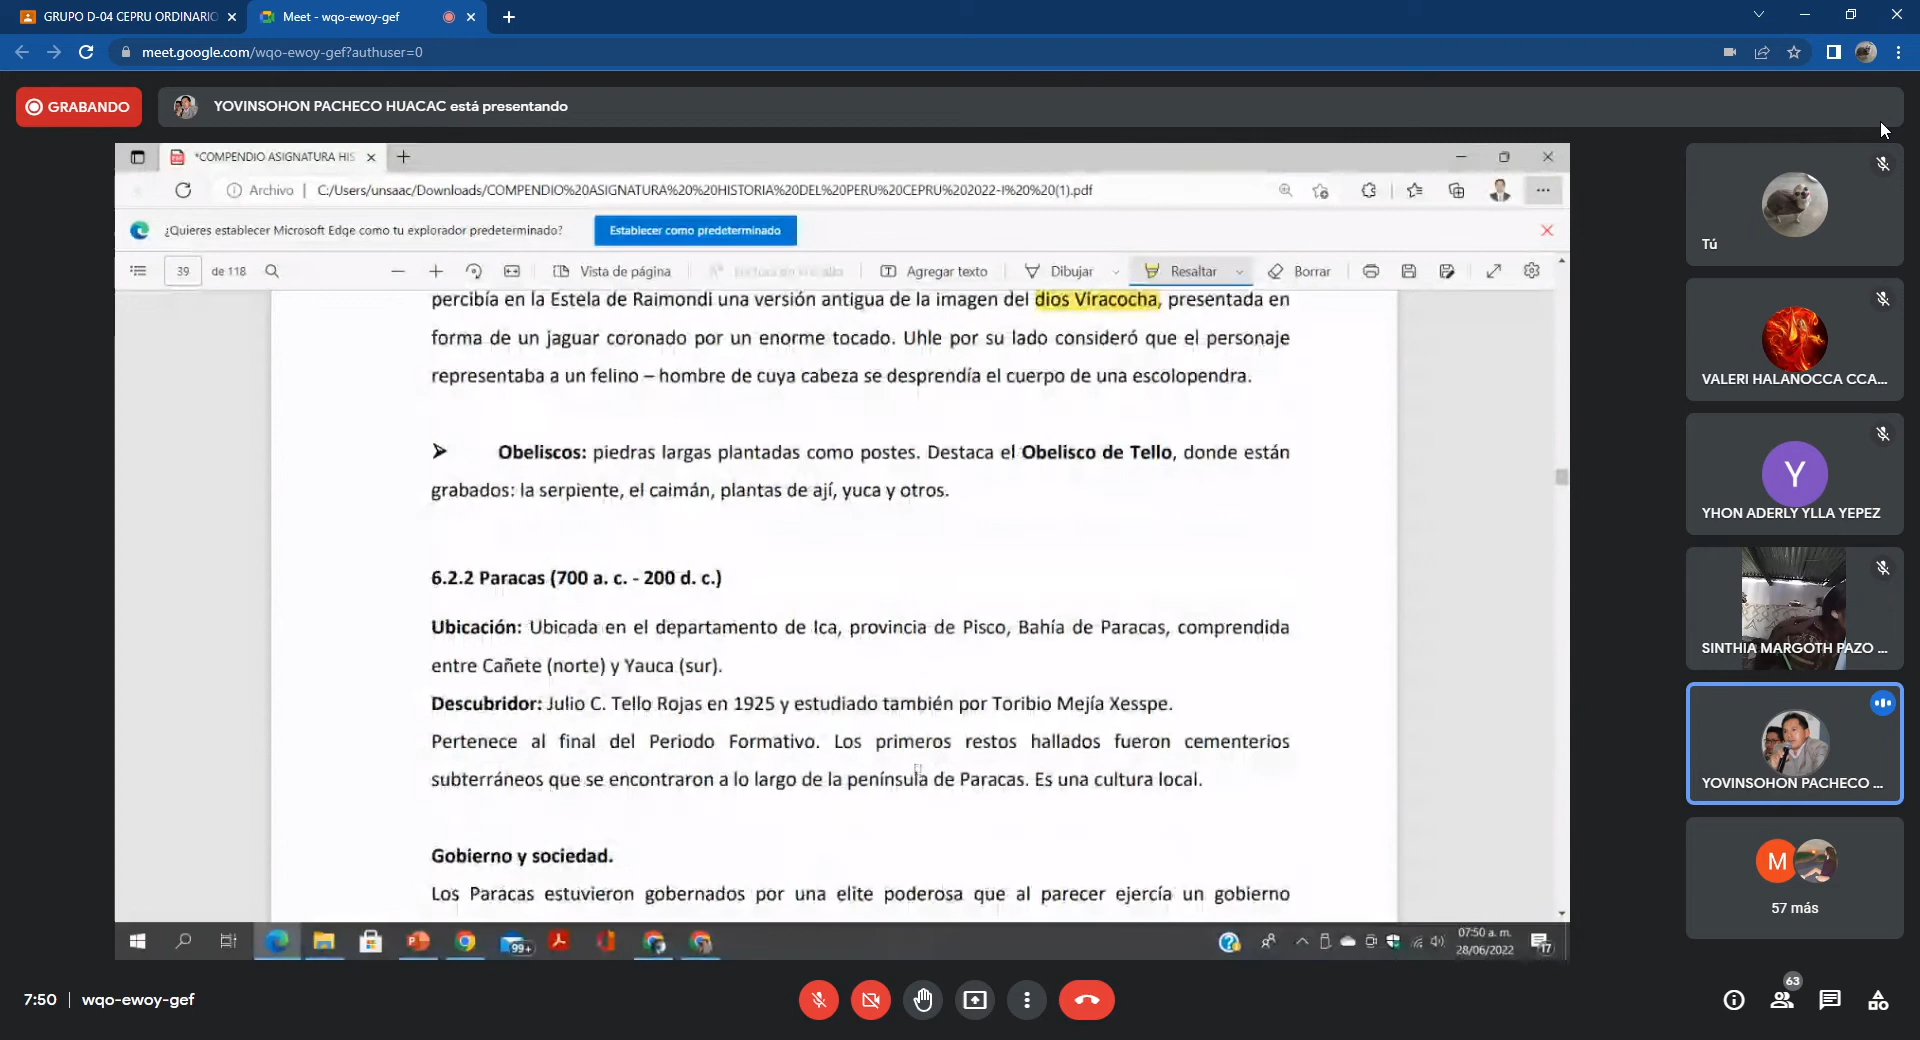 GRUPO D-04 CEPRU ORDINARIO
Meet - wqo-ewoy-gef
meet.google.com/wqo-ewoy-gef?authuser=0
GRABANDO
YOVINSOHON PACHECO HUACAC está presentando
*COMPENDIO ASIGNATURA HIS
Archivo
C:/Users/unsaac/Downloads/COMPENDIO%20ASIGNATURA%20%20HISTORIA%20DEL%20PERU%20CEPRU%202022-I%20%20(1).pdf
¿Quieres establecer Microsoft Edge como tu explorador predeterminado?
Establecer como predeterminado
39
de 118
Vista de página
Agregar texto
Dibujar
Resaltar
Borrar
percibía en la Estela de Raimondi una versión antigua de la imagen del dios Viracocha, presentada en
forma de un jaguar coronado por un enorme tocado. Uhle por su lado consideró que el personaje
representaba a un felino – hombre de cuya cabeza se desprendía el cuerpo de una escolopendra.
➤ Obeliscos: piedras largas plantadas como postes. Destaca el Obelisco de Tello, donde están
grabados: la serpiente, el caimán, plantas de ají, yuca y otros.
6.2.2 Paracas (700 a. c. - 200 d. c.)
Ubicación: Ubicada en el departamento de Ica, provincia de Pisco, Bahía de Paracas, comprendida
entre Cañete (norte) y Yauca (sur).
Descubridor: Julio C. Tello Rojas en 1925 y estudiado también por Toribio Mejía Xesspe.
Pertenece al final del Periodo Formativo. Los primeros restos hallados fueron cementerios
subterráneos que se encontraron a lo largo de la península de Paracas. Es una cultura local.
Gobierno y sociedad.
Los Paracas estuvieron gobernados por una elite poderosa que al parecer ejercía un gobierno
99+
07:50 a. m.
28/06/2022
17
Tú
VALERI HALANOCCA CCA...
Y
YHON ADERLY YLLA YEPEZ
SINTHIA MARGOTH PAZO ...
YOVINSOHON PACHECO ...
M
57 más
7:50
wqo-ewoy-gef
63